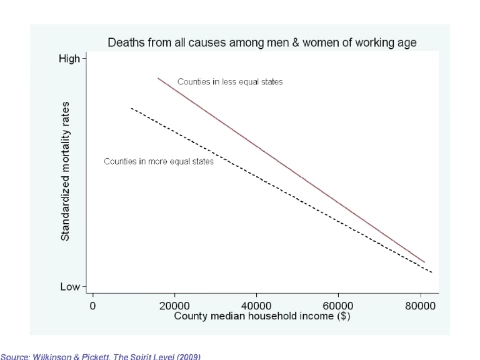 Deaths from all causes among men & women of working age
High
Counties in less equal states
Counties in more equal states
Standardized mortality rates
Low
0 20000 40000 60000 80000
County median household income ($)
Source: Wilkinson & Pickett, The Spirit Level (2009)